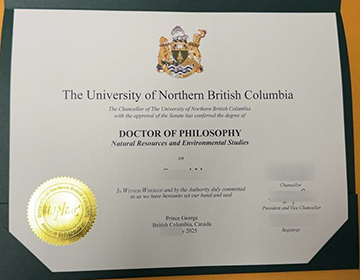 The University of Northern British Columbia
The Chancellor of The University of Northern British Columbia
with the approval of the Senate has conferred the degree of
DOCTOR OF PHILOSOPHY
Natural Resources and Environmental Studies
on
IN WITNESS WHEREOF and by the Authority duly committed
to us we have hereunto set our hand and seal
Chancellor
President and Vice Chancellor
Prince George
British Columbia, Canada
2025
Registrar